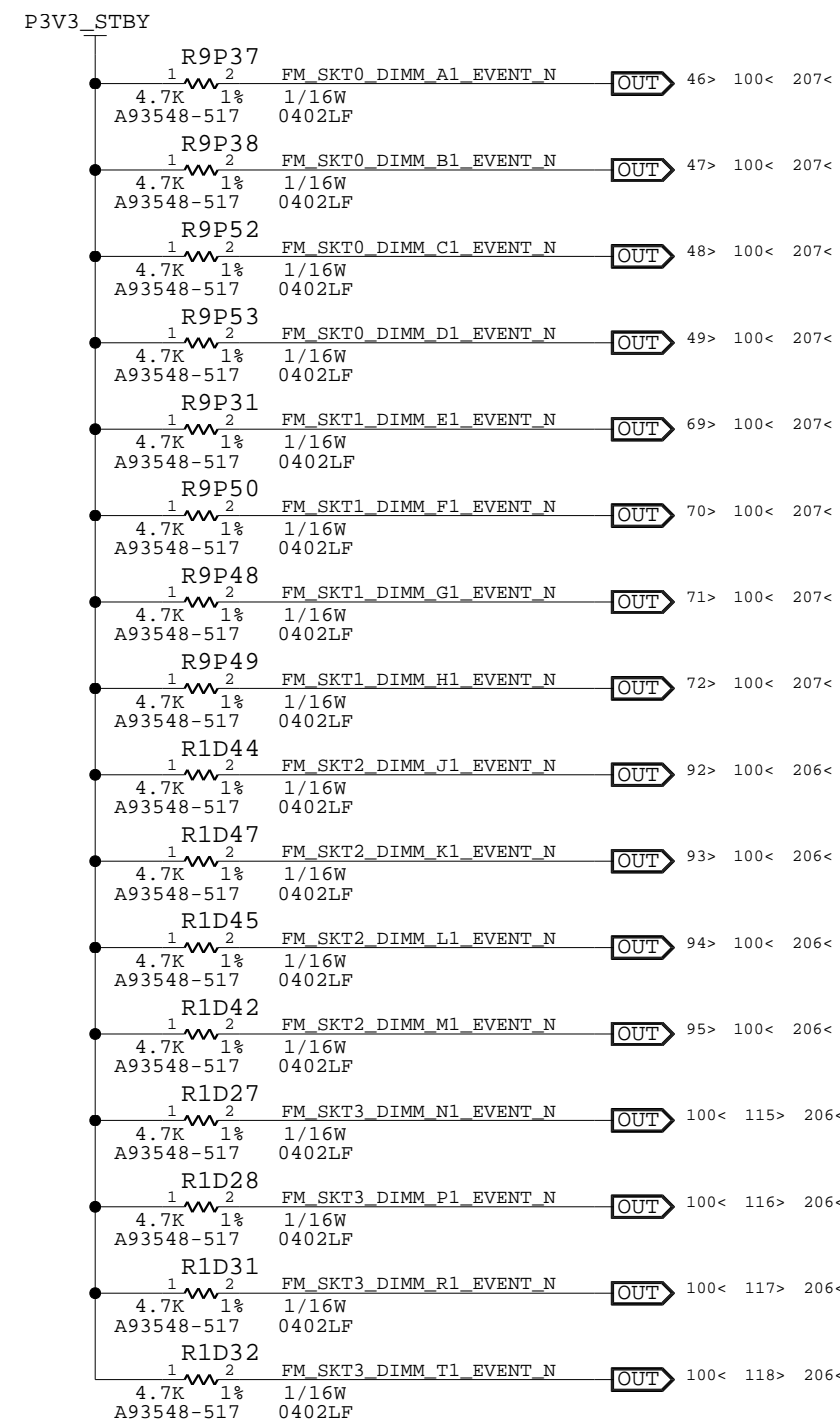 P3V3_STBY
R9P37
1 2 FM_SKT0_DIMM_A1_EVENT_N OUT 46> 100< 207<
4.7K 1% 1/16W
A93548-517 0402LF
R9P38
1 2 FM_SKT0_DIMM_B1_EVENT_N OUT 47> 100< 207<
4.7K 1% 1/16W
A93548-517 0402LF
R9P52
1 2 FM_SKT0_DIMM_C1_EVENT_N OUT 48> 100< 207<
4.7K 1% 1/16W
A93548-517 0402LF
R9P53
1 2 FM_SKT0_DIMM_D1_EVENT_N OUT 49> 100< 207<
4.7K 1% 1/16W
A93548-517 0402LF
R9P31
1 2 FM_SKT1_DIMM_E1_EVENT_N OUT 69> 100< 207<
4.7K 1% 1/16W
A93548-517 0402LF
R9P50
1 2 FM_SKT1_DIMM_F1_EVENT_N OUT 70> 100< 207<
4.7K 1% 1/16W
A93548-517 0402LF
R9P48
1 2 FM_SKT1_DIMM_G1_EVENT_N OUT 71> 100< 207<
4.7K 1% 1/16W
A93548-517 0402LF
R9P49
1 2 FM_SKT1_DIMM_H1_EVENT_N OUT 72> 100< 207<
4.7K 1% 1/16W
A93548-517 0402LF
R1D44
1 2 FM_SKT2_DIMM_J1_EVENT_N OUT 92> 100< 206<
4.7K 1% 1/16W
A93548-517 0402LF
R1D47
1 2 FM_SKT2_DIMM_K1_EVENT_N OUT 93> 100< 206<
4.7K 1% 1/16W
A93548-517 0402LF
R1D45
1 2 FM_SKT2_DIMM_L1_EVENT_N OUT 94> 100< 206<
4.7K 1% 1/16W
A93548-517 0402LF
R1D42
1 2 FM_SKT2_DIMM_M1_EVENT_N OUT 95> 100< 206<
4.7K 1% 1/16W
A93548-517 0402LF
R1D27
1 2 FM_SKT3_DIMM_N1_EVENT_N OUT 100< 115> 206<
4.7K 1% 1/16W
A93548-517 0402LF
R1D28
1 2 FM_SKT3_DIMM_P1_EVENT_N OUT 100< 116> 206<
4.7K 1% 1/16W
A93548-517 0402LF
R1D31
1 2 FM_SKT3_DIMM_R1_EVENT_N OUT 100< 117> 206<
4.7K 1% 1/16W
A93548-517 0402LF
R1D32
1 2 FM_SKT3_DIMM_T1_EVENT_N OUT 100< 118> 206<
4.7K 1% 1/16W
A93548-517 0402LF